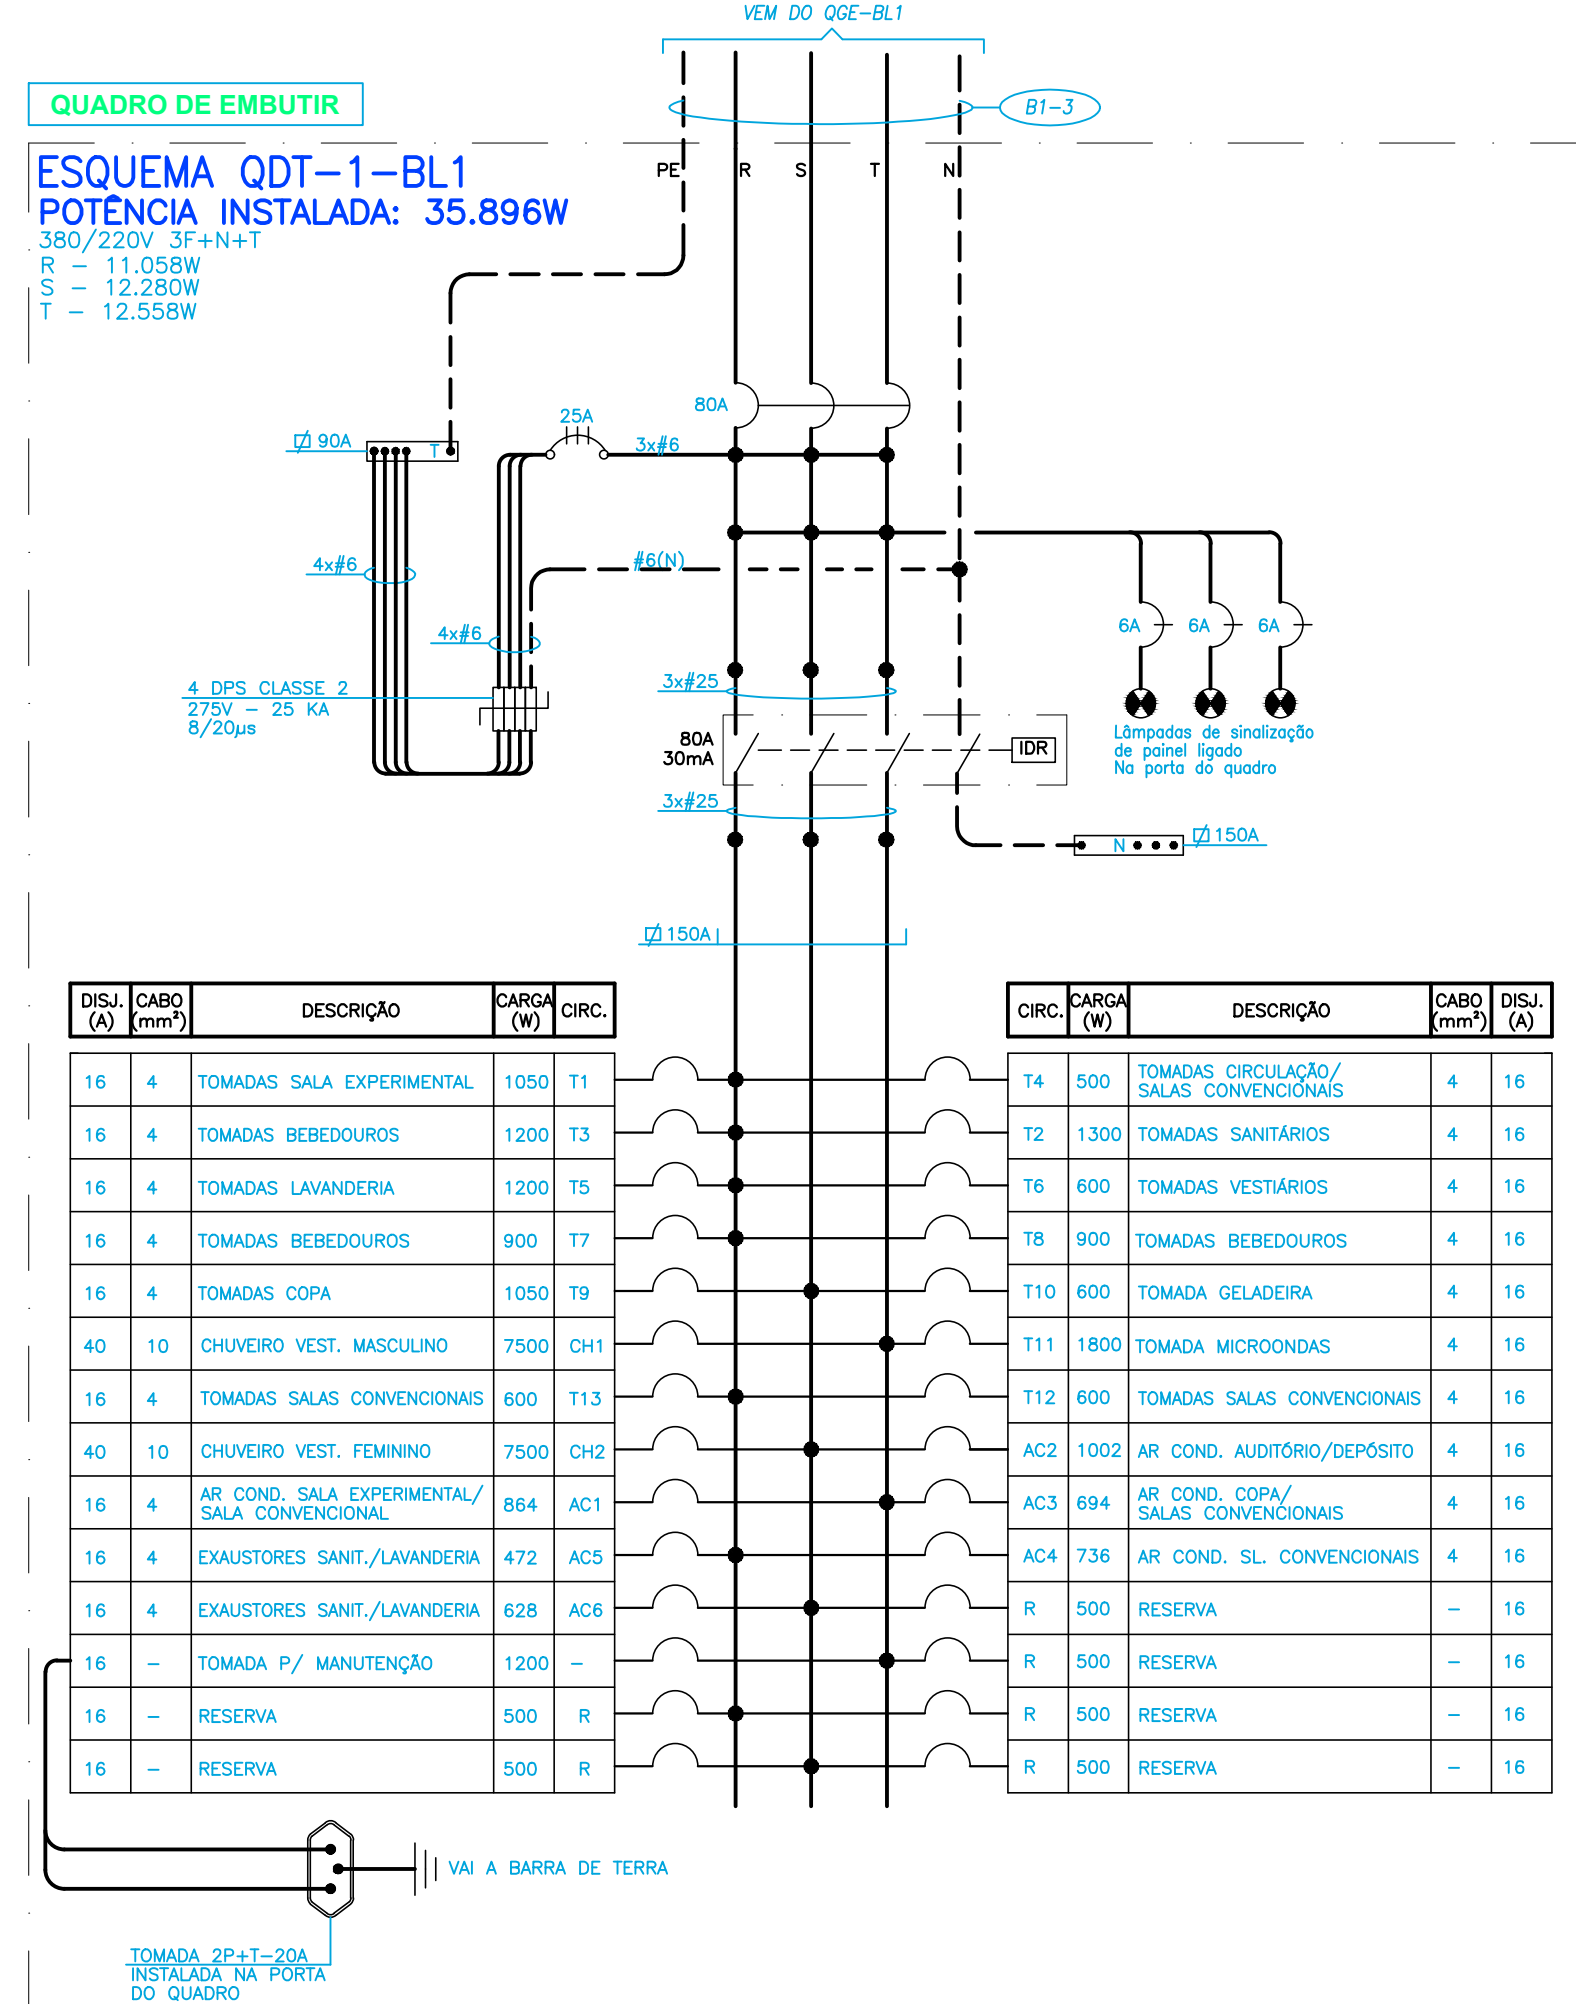 VEM DO QGE-BL1
QUADRO DE EMBUTIR
B1-3
ESQUEMA QDT-1-BL1
POTÊNCIA INSTALADA: 35.896W
380/220V 3F+N+T
R - 11.058W
S - 12.280W
T - 12.558W
PE R S T N
80A
25A
3x#6
90A
T
4x#6
#6(N)
4x#6
6A 6A 6A
4 DPS CLASSE 2
275V - 25 KA
8/20µs
3x#25
80A
30mA
IDR
Lâmpadas de sinalização
de painel ligado
Na porta do quadro
3x#25
N
150A
150A
DISJ. (A) CABO (mm²) DESCRIÇÃO CARGA (W) CIRC.
16 4 TOMADAS SALA EXPERIMENTAL 1050 T1
16 4 TOMADAS BEBEDOUROS 1200 T3
16 4 TOMADAS LAVANDERIA 1200 T5
16 4 TOMADAS BEBEDOUROS 900 T7
16 4 TOMADAS COPA 1050 T9
40 10 CHUVEIRO VEST. MASCULINO 7500 CH1
16 4 TOMADAS SALAS CONVENCIONAIS 600 T13
40 10 CHUVEIRO VEST. FEMININO 7500 CH2
16 4 AR COND. SALA EXPERIMENTAL/ SALA CONVENCIONAL 864 AC1
16 4 EXAUSTORES SANIT./LAVANDERIA 472 AC5
16 4 EXAUSTORES SANIT./LAVANDERIA 628 AC6
16 - TOMADA P/ MANUTENÇÃO 1200 -
16 - RESERVA 500 R
16 - RESERVA 500 R
CIRC. CARGA (W) DESCRIÇÃO CABO (mm²) DISJ. (A)
T4 500 TOMADAS CIRCULAÇÃO/ SALAS CONVENCIONAIS 4 16
T2 1300 TOMADAS SANITÁRIOS 4 16
T6 600 TOMADAS VESTIÁRIOS 4 16
T8 900 TOMADAS BEBEDOUROS 4 16
T10 600 TOMADA GELADEIRA 4 16
T11 1800 TOMADA MICROONDAS 4 16
T12 600 TOMADAS SALAS CONVENCIONAIS 4 16
AC2 1002 AR COND. AUDITÓRIO/DEPÓSITO 4 16
AC3 694 AR COND. COPA/ SALAS CONVENCIONAIS 4 16
AC4 736 AR COND. SL. CONVENCIONAIS 4 16
R 500 RESERVA - 16
R 500 RESERVA - 16
R 500 RESERVA - 16
R 500 RESERVA - 16
VAI A BARRA DE TERRA
TOMADA 2P+T-20A
INSTALADA NA PORTA
DO QUADRO